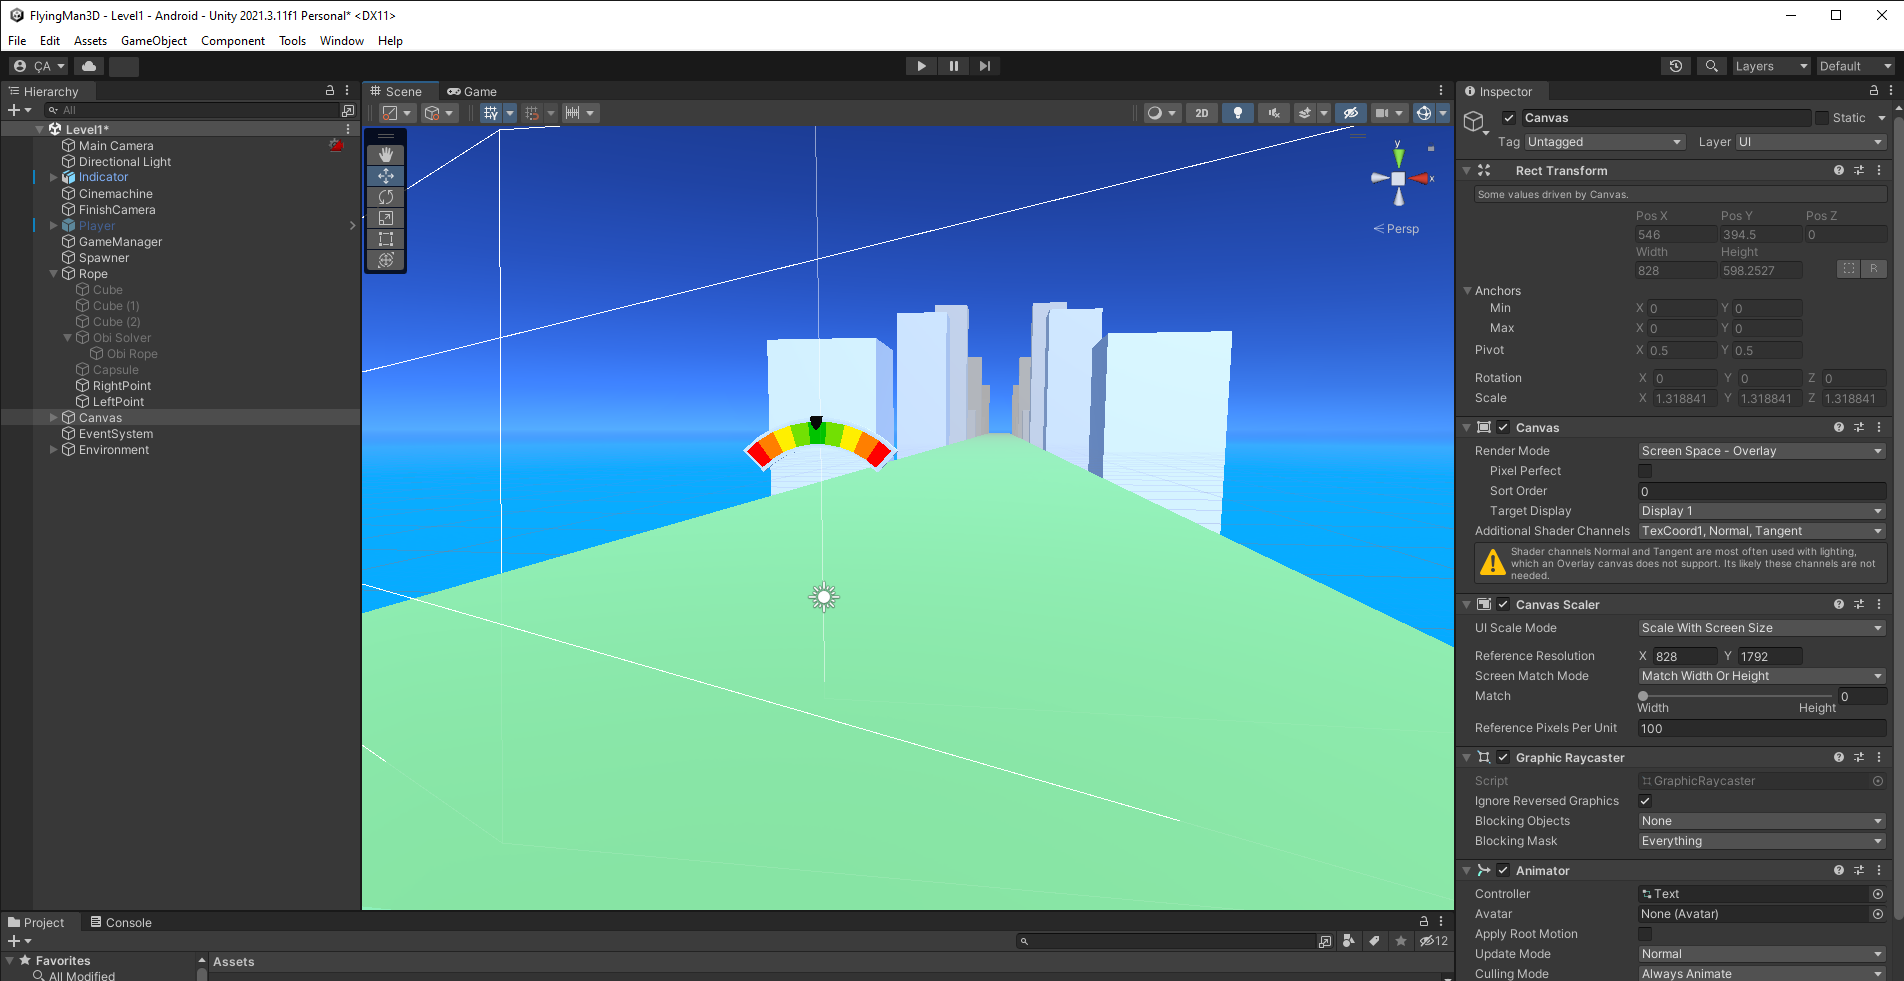 FlyingMan3D - Level1 - Android - Unity 2021.3.11f1 Personal* <DX11>
File Edit Assets GameObject Component Tools Window Help
ÇA
Layers
Default
Hierarchy
All
Level1*
Main Camera
Directional Light
Indicator
Cinemachine
FinishCamera
Player
GameManager
Spawner
Rope
Cube
Cube (1)
Cube (2)
Obi Solver
Obi Rope
Capsule
RightPoint
LeftPoint
Canvas
EventSystem
Environment
Scene
Game
2D
y
x
Persp
Inspector
Canvas
Static
Tag Untagged
Layer UI
Rect Transform
Some values driven by Canvas.
Pos X Pos Y Pos Z
546 394.5 0
Width Height
828 598.2527
R
Anchors
Min X 0 Y 0
Max X 0 Y 0
Pivot X 0.5 Y 0.5
Rotation X 0 Y 0 Z 0
Scale X 1.318841 Y 1.318841 Z 1.318841
Canvas
Render Mode Screen Space - Overlay
Pixel Perfect
Sort Order 0
Target Display Display 1
Additional Shader Channels TexCoord1, Normal, Tangent
Shader channels Normal and Tangent are most often used with lighting,
which an Overlay canvas does not support. Its likely these channels are not
needed.
Canvas Scaler
UI Scale Mode Scale With Screen Size
Reference Resolution X 828 Y 1792
Screen Match Mode Match Width Or Height
Match 0
Width Height
Reference Pixels Per Unit 100
Graphic Raycaster
Script GraphicRaycaster
Ignore Reversed Graphics
Blocking Objects None
Blocking Mask Everything
Animator
Controller Text
Avatar None (Avatar)
Apply Root Motion
Update Mode Normal
Culling Mode Always Animate
Project
Console
12
Favorites
All Modified
Assets